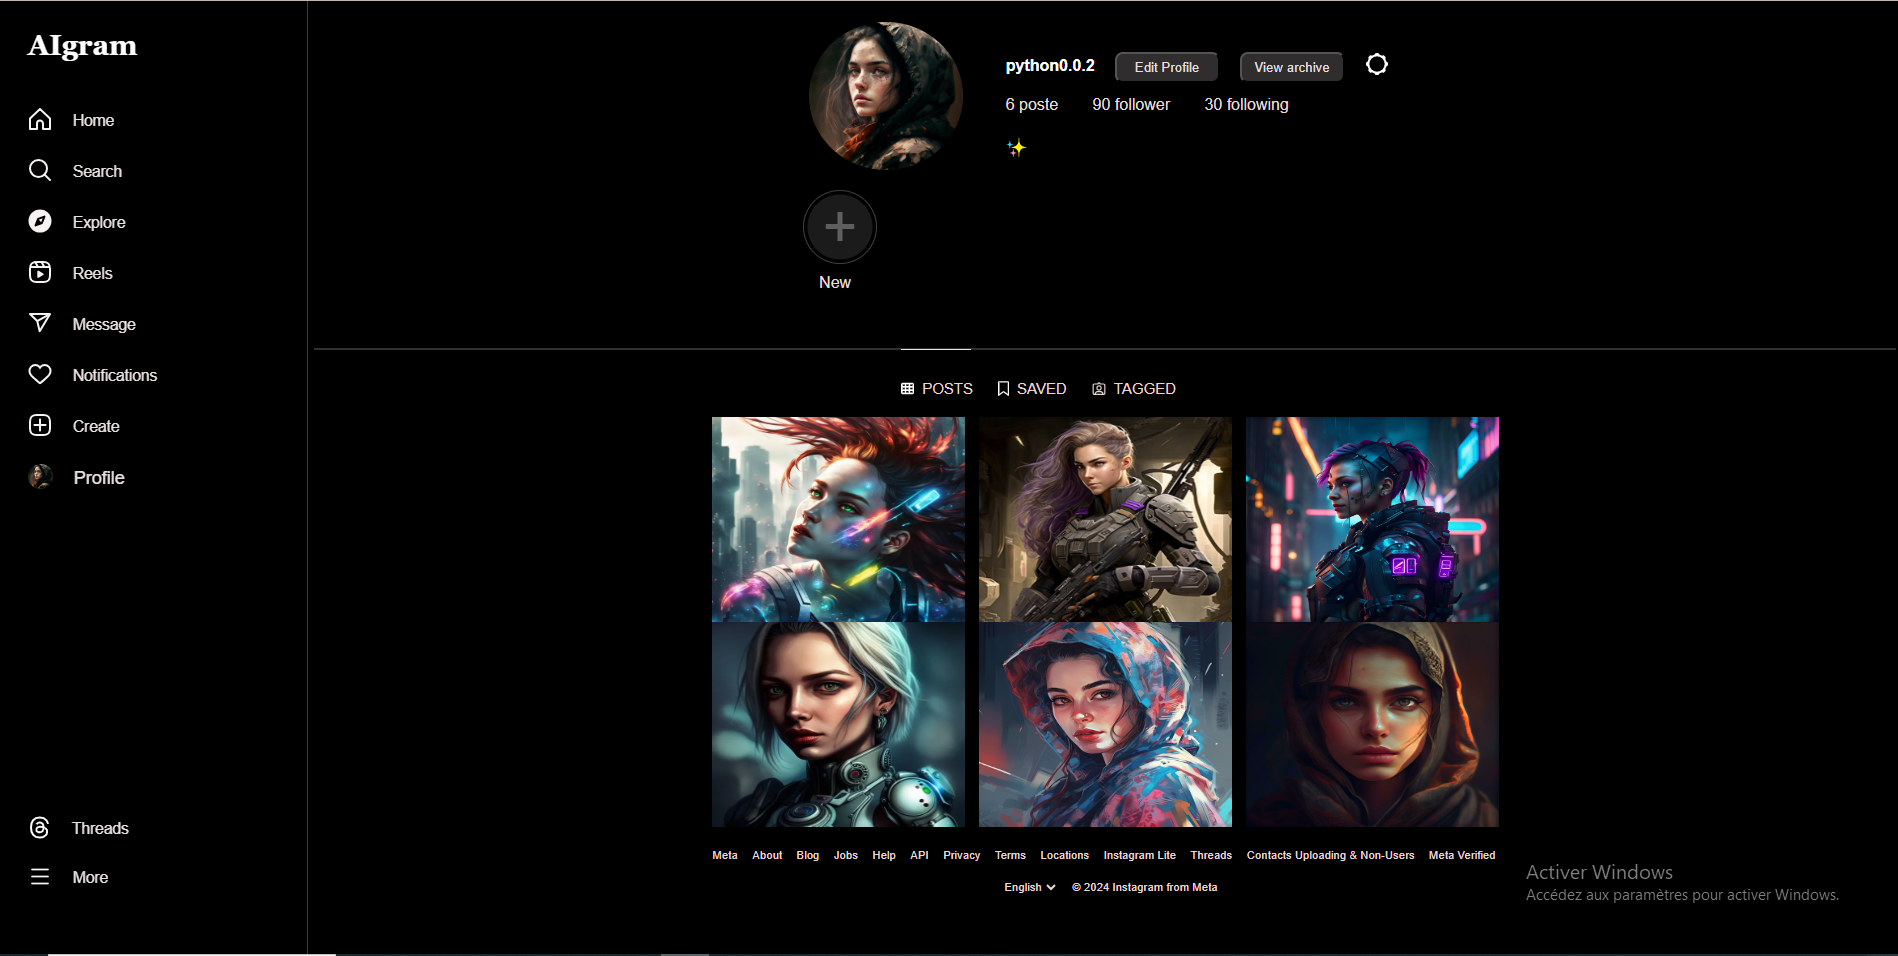 AIgram
Home
Search
Explore
Reels
Message
Notifications
Create
Profile
Threads
More
python0.0.2 Edit Profile View archive
6 poste 90 follower 30 following
✨
New
POSTS SAVED TAGGED
Meta About Blog Jobs Help API Privacy Terms Locations Instagram Lite Threads Contacts Uploading & Non-Users Meta Verified
English © 2024 Instagram from Meta
Activer Windows
Accédez aux paramètres pour activer Windows.